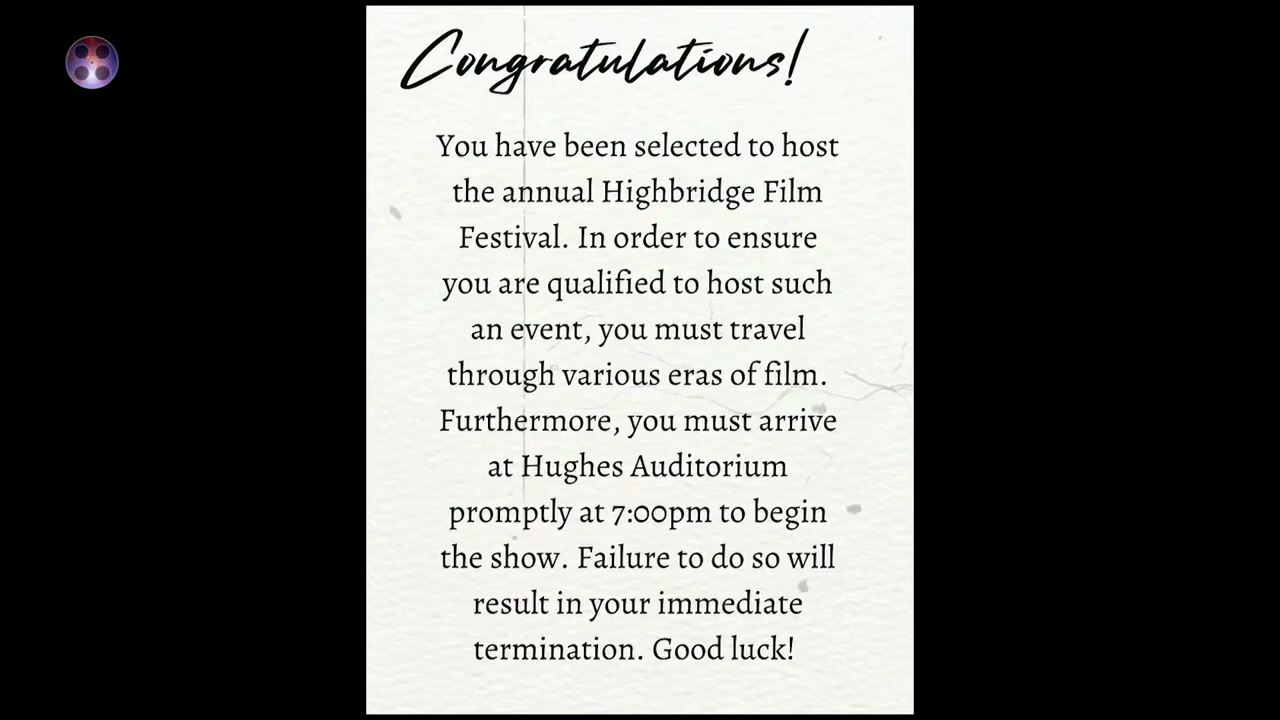 Congratulations!
You have been selected to host
the annual Highbridge Film
Festival. In order to ensure
you are qualified to host such
an event, you must travel
through various eras of film.
Furthermore, you must arrive
at Hughes Auditorium
promptly at 7:00pm to begin
the show. Failure to do so will
result in your immediate
termination. Good luck!